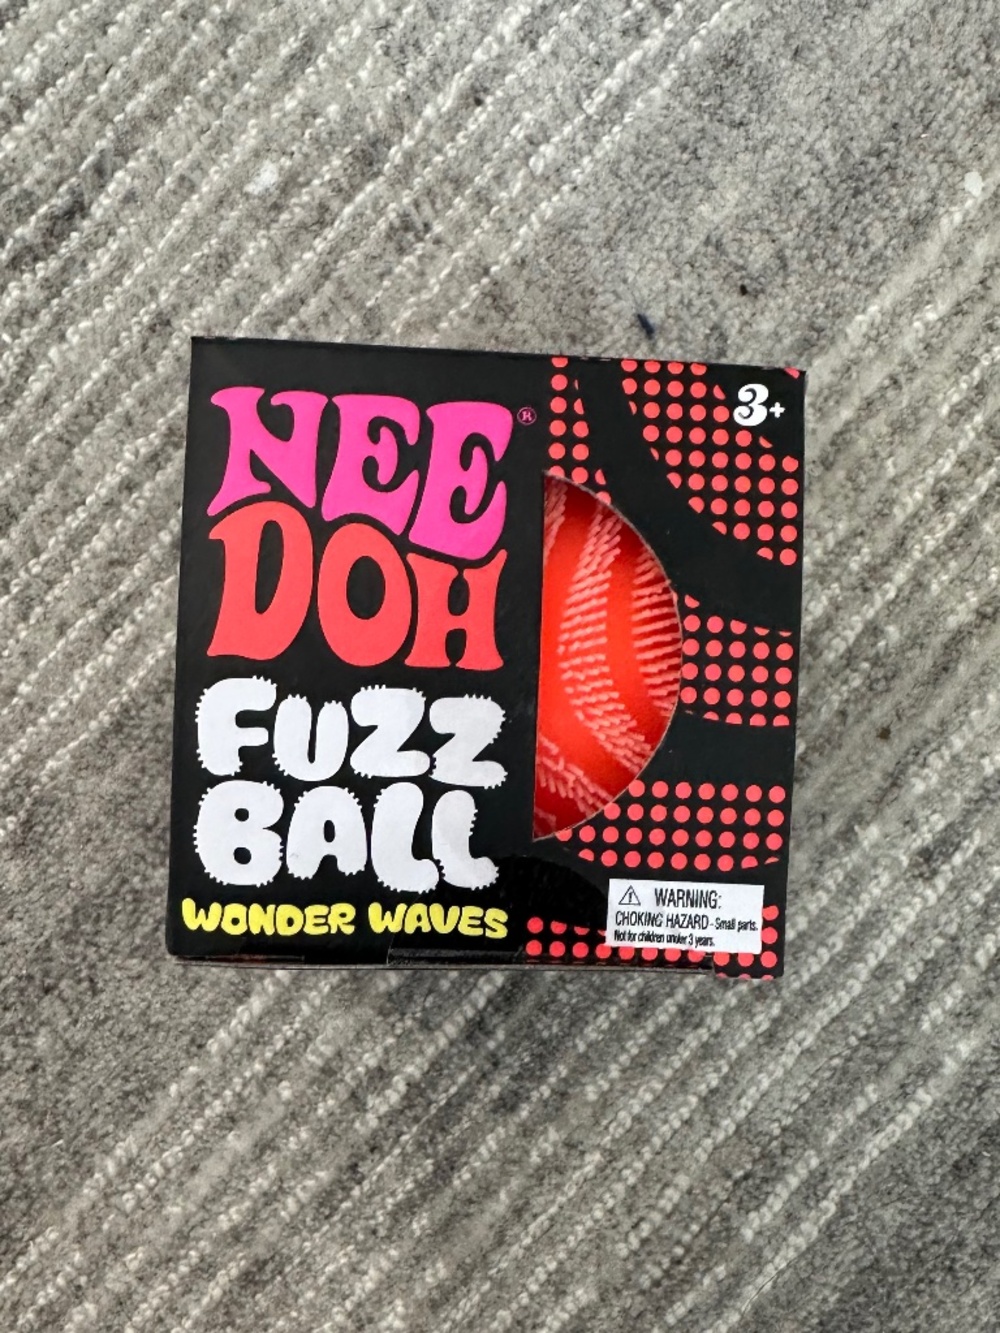 NEE®
DOH
FUZZ
BALL
WONDER WAVES
3+
⚠ WARNING:
CHOKING HAZARD - Small parts.
Not for children under 3 years.